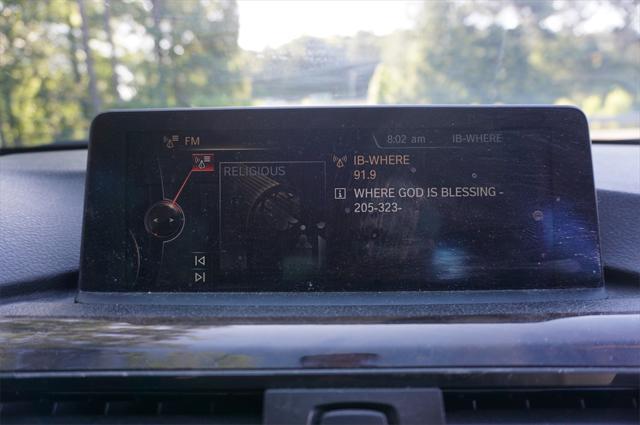 FM
8:02 am IB-WHERE
RELIGIOUS
IB-WHERE
91.9
WHERE GOD IS BLESSING -
205-323-